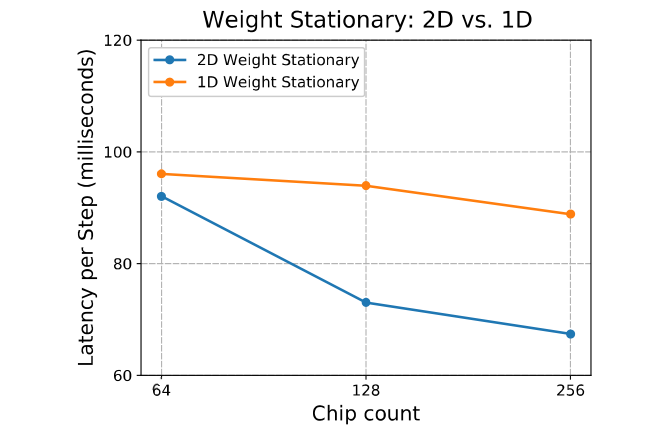 Weight Stationary: 2D vs. 1D
2D Weight Stationary
1D Weight Stationary
Latency per Step (milliseconds)
120
100
80
60
64 128 256
Chip count